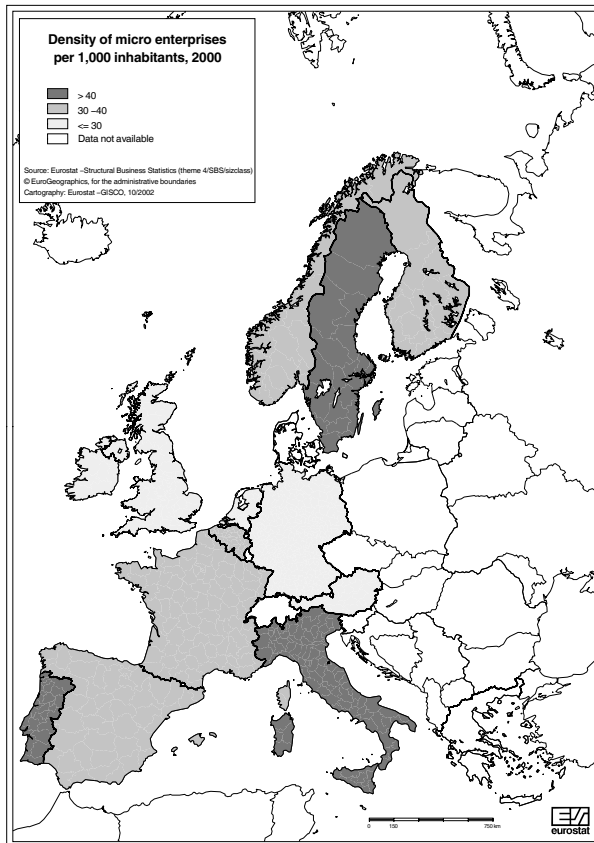 Density of micro enterprises
per 1,000 inhabitants, 2000
> 40
30 –40
<= 30
Data not available
Source: Eurostat –Structural Business Statistics (theme 4/SBS/sizclass)
© EuroGeographics, for the administrative boundaries
Cartography: Eurostat –GISCO, 10/2002
0 150 750 km
eurostat